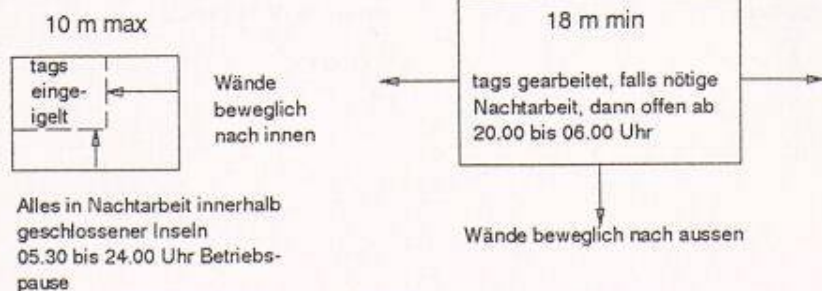 10 m max
tags
einge-
igelt
Wände
beweglich
nach innen
Alles in Nachtarbeit innerhalb
geschlossener Inseln
05.30 bis 24.00 Uhr Betriebs-
pause
18 m min
tags gearbeitet, falls nötige
Nachtarbeit, dann offen ab
20.00 bis 06.00 Uhr
Wände beweglich nach aussen